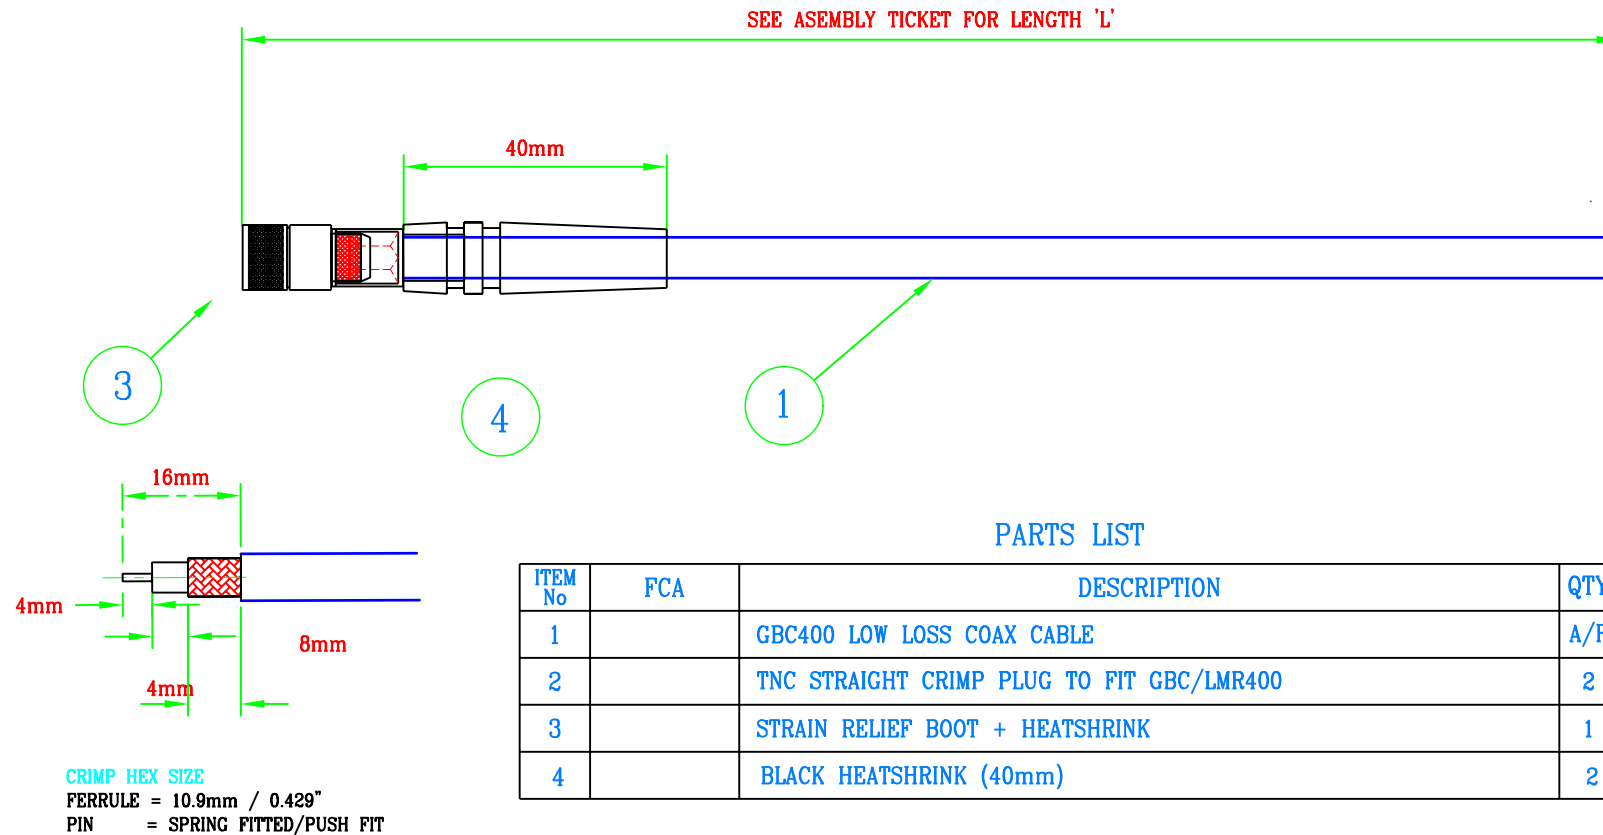 SEE ASEMBLY TICKET FOR LENGTH 'L'
40mm
3
4
1
16mm
4mm
8mm
4mm
PARTS LIST
ITEM No FCA DESCRIPTION QTY
1 GBC400 LOW LOSS COAX CABLE
2 TNC STRAIGHT CRIMP PLUG TO FIT GBC/LMR400 2
3 STRAIN RELIEF BOOT + HEATSHRINK 1
4 BLACK HEATSHRINK (40mm) 2
CRIMP HEX SIZE
FERRULE = 10.9mm / 0.429"
PIN = SPRING FITTED/PUSH FIT